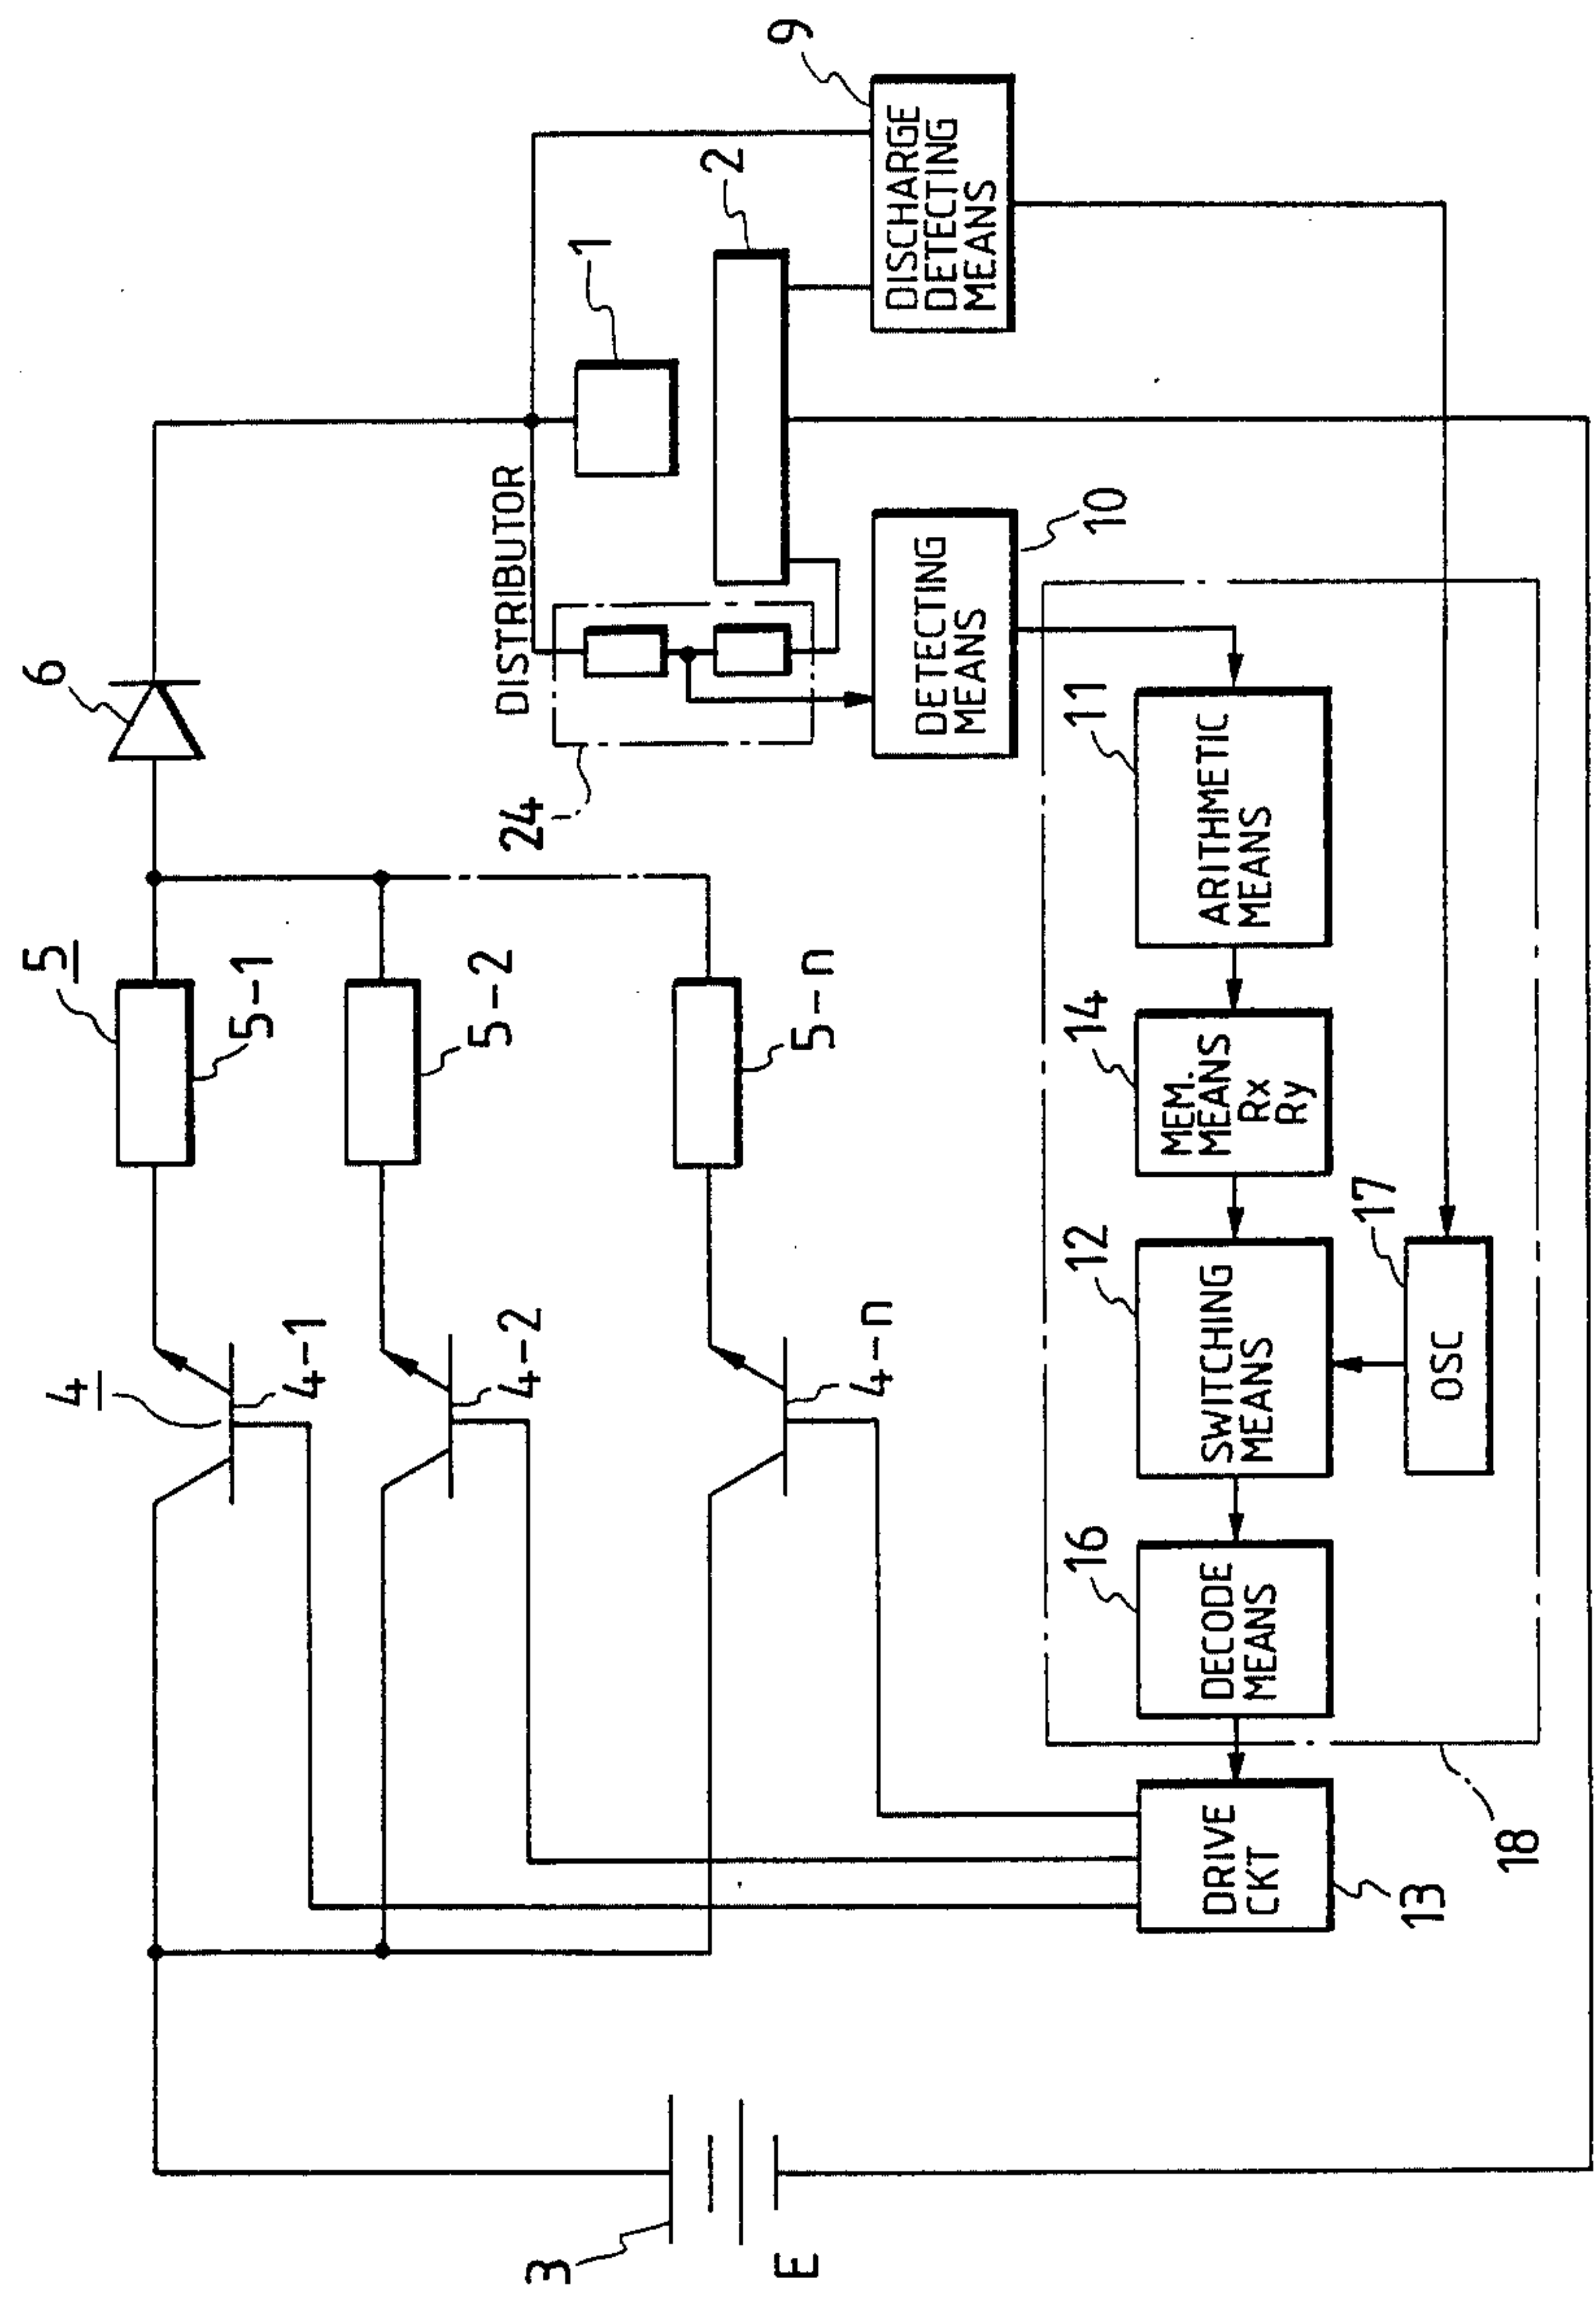 3
E
4
4-1
4-2
4-n
5
5-1
5-2
5-n
6
DISTRIBUTOR
24
1
2
9
DISCHARGE
DETECTING
MEANS
10
DETECTING
MEANS
11
ARITHMETIC
MEANS
14
MEM.
MEANS
Rx
Ry
12
SWITCHING
MEANS
17
OSC
16
DECODE
MEANS
DRIVE
CKT
13
18